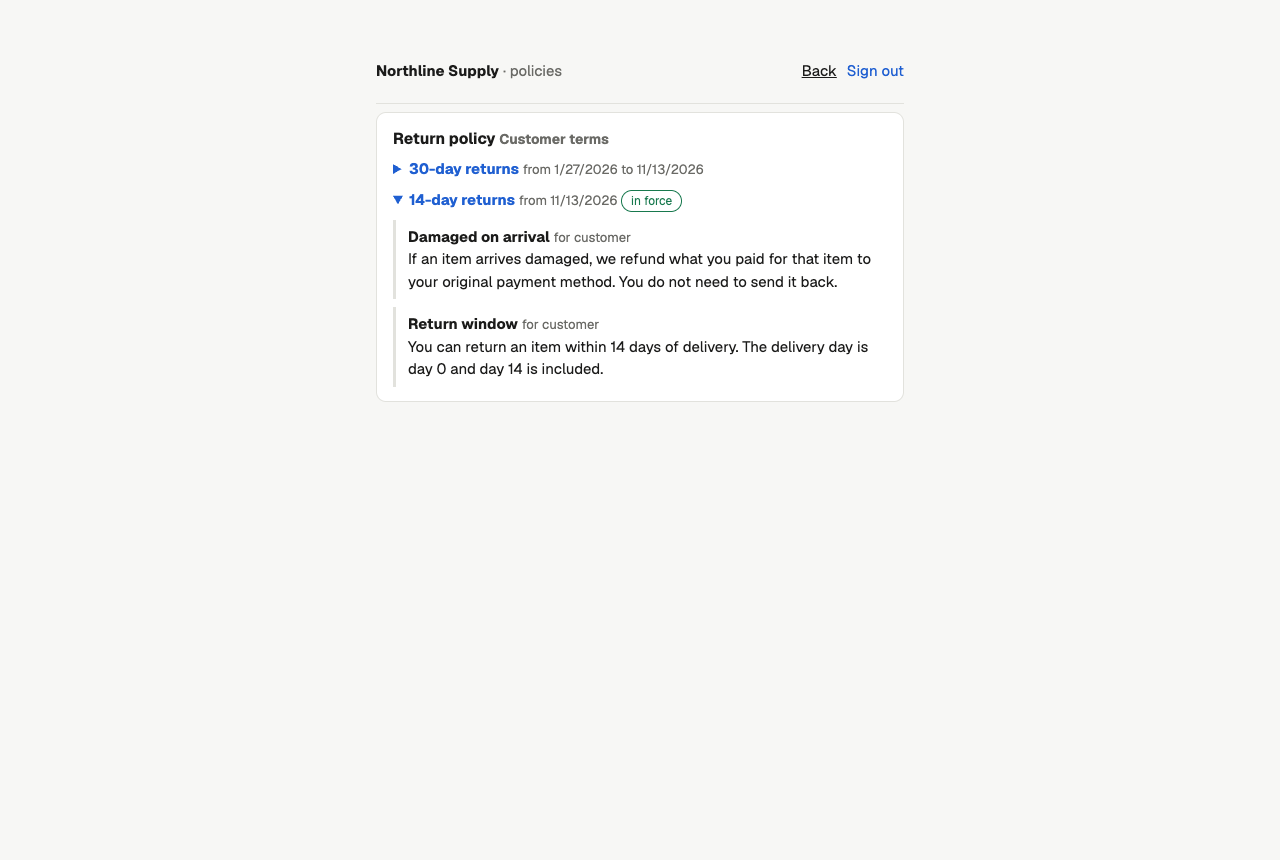 Northline Supply · policies
Back Sign out
Return policy Customer terms
30-day returns from 1/27/2026 to 11/13/2026
14-day returns from 11/13/2026 in force
Damaged on arrival for customer
If an item arrives damaged, we refund what you paid for that item to
your original payment method. You do not need to send it back.
Return window for customer
You can return an item within 14 days of delivery. The delivery day is
day 0 and day 14 is included.